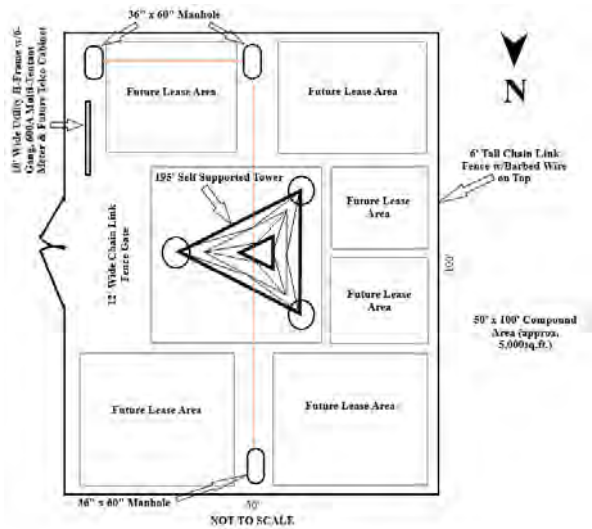 36" x 60" Manhole
10' Wide Utility H-Frame w/6-
Gang, 600A Multi-Tentant
Meter & Future Telco Cabinet
Future Lease Area
Future Lease Area
N
6' Tall Chain Link
Fence w/Barbed Wire
on Top
195' Self Supported Tower
Future Lease
Area
12' Wide Chain Link
Fence Gate
Future Lease
Area
50' x 100' Compound
Area (approx.
5,000sq.ft.)
Future Lease Area
Future Lease Area
36" x 60" Manhole
NOT TO SCALE